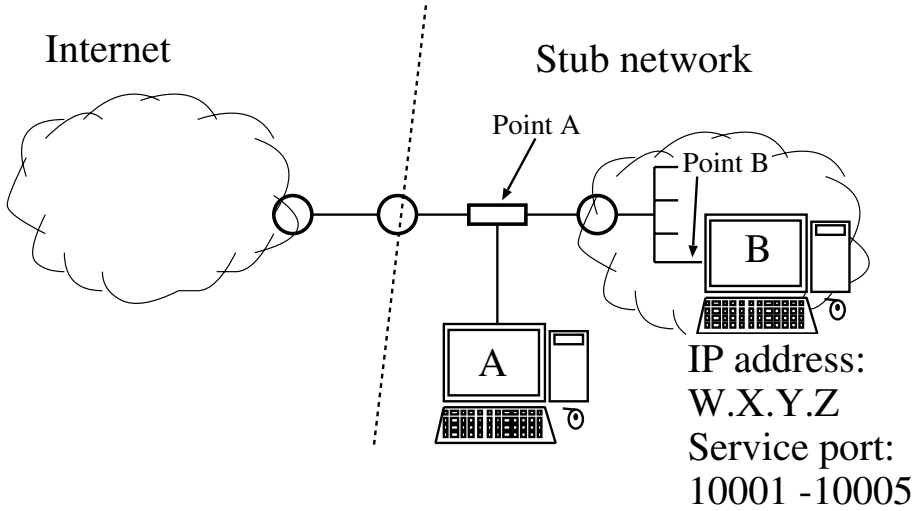 Internet
Stub network
Point A
Point B
B
A
IP address:
W.X.Y.Z
Service port:
10001 -10005